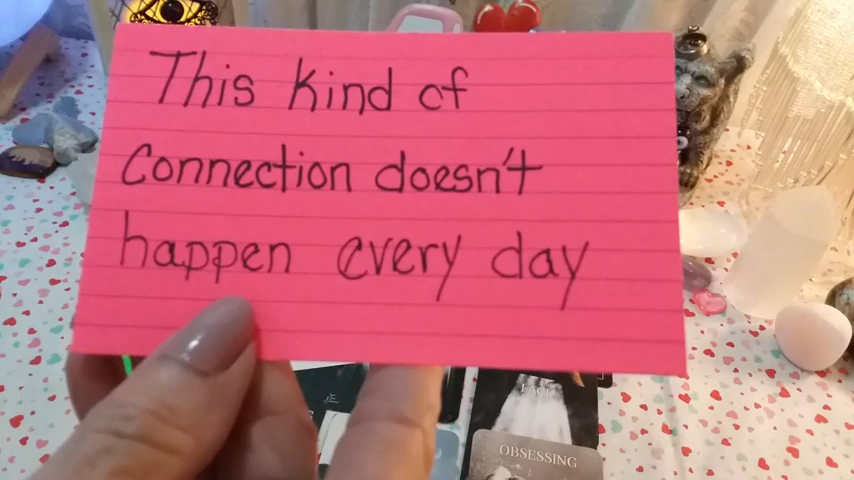 This kind of
Connection doesn't
happen every day
OBSESSING